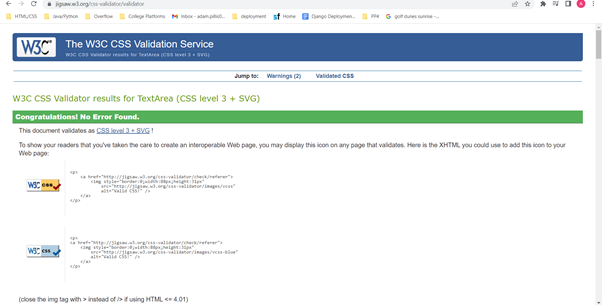 jigsaw.w3.org/css-validator/validator
HTML/CSS Java/Python Overflow College Platforms Inbox - adam.pills0... deployment Home Django Deploymen... PP4 golf dunes sunrise -...
W3C The W3C CSS Validation Service
W3C CSS Validator results for TextArea (CSS level 3 + SVG)
Jump to: Warnings (2) Validated CSS
W3C CSS Validator results for TextArea (CSS level 3 + SVG)
Congratulations! No Error Found.
This document validates as CSS level 3 + SVG !
To show your readers that you've taken the care to create an interoperable Web page, you may display this icon on any page that validates. Here is the XHTML you could use to add this icon to your
Web page:
<p>
<a href="http://jigsaw.w3.org/css-validator/check/referer">
<img style="border:0;width:88px;height:31px"
W3C css src="http://jigsaw.w3.org/css-validator/images/vcss"
alt="Valid CSS!" />
</a>
</p>
<p>
<a href="http://jigsaw.w3.org/css-validator/check/referer">
<img style="border:0;width:88px;height:31px"
W3C css src="http://jigsaw.w3.org/css-validator/images/vcss-blue"
alt="Valid CSS!" />
</a>
</p>
(close the img tag with > instead of /> if using HTML <= 4.01)